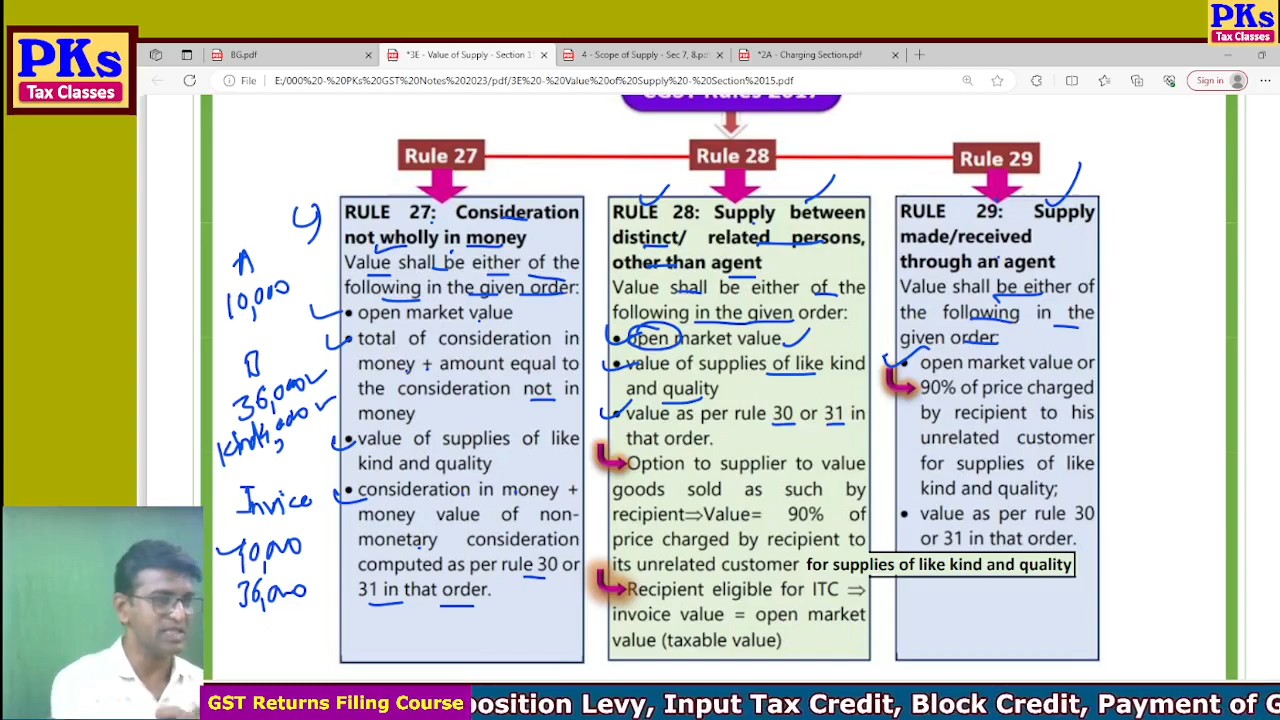 PKs
Tax Classes
PKs
Tax Classes
BG.pdf
*3E - Value of Supply - Section 1
4 - Scope of Supply - Sec 7, 8.pd
*2A - Charging Section.pdf
File
E:/000%20-%20PKs%20GST%20Notes%202023/pdf/3E%20-%20Value%20of%20Supply%20-%20Section%2015.pdf
Sign in
CGST Rules 2017
Rule 27
Rule 28
Rule 29
RULE 27: Consideration
not wholly in money
Value shall be either of the
following in the given order:
• open market value
• total of consideration in
money + amount equal to
the consideration not in
money
• value of supplies of like
kind and quality
• consideration in money +
money value of non-
monetary consideration
computed as per rule 30 or
31 in that order.
RULE 28: Supply between
distinct/ related persons,
other than agent
Value shall be either of the
following in the given order:
• open market value
• value of supplies of like kind
and quality
• value as per rule 30 or 31 in
that order.
Option to supplier to value
goods sold as such by
recipient⇒Value= 90% of
price charged by recipient to
its unrelated customer for supplies of like kind and quality
Recipient eligible for ITC ⇒
invoice value = open market
value (taxable value)
RULE 29: Supply
made/received
through an agent
Value shall be either of
the following in the
given order:
• open market value or
90% of price charged
by recipient to his
unrelated customer
for supplies of like
kind and quality;
• value as per rule 30
or 31 in that order.
A
10,000
B
36,000
Invoice
40,000
36,000
GST Returns Filing Course
position Levy, Input Tax Credit, Block Credit, Payment of G